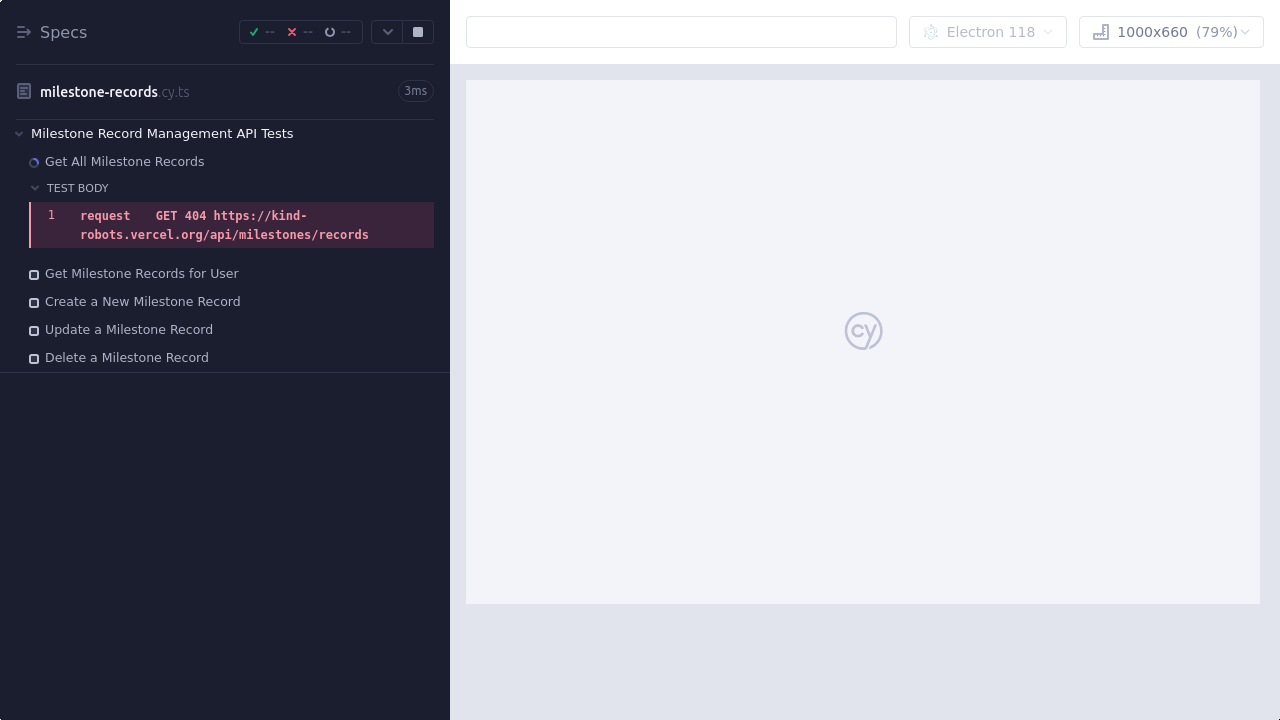 Specs
--
--
--
Electron 118
1000x660 (79%)
milestone-records.cy.ts
3ms
Milestone Record Management API Tests
Get All Milestone Records
TEST BODY
1 request GET 404 https://kind-
robots.vercel.org/api/milestones/records
Get Milestone Records for User
Create a New Milestone Record
Update a Milestone Record
Delete a Milestone Record
cy